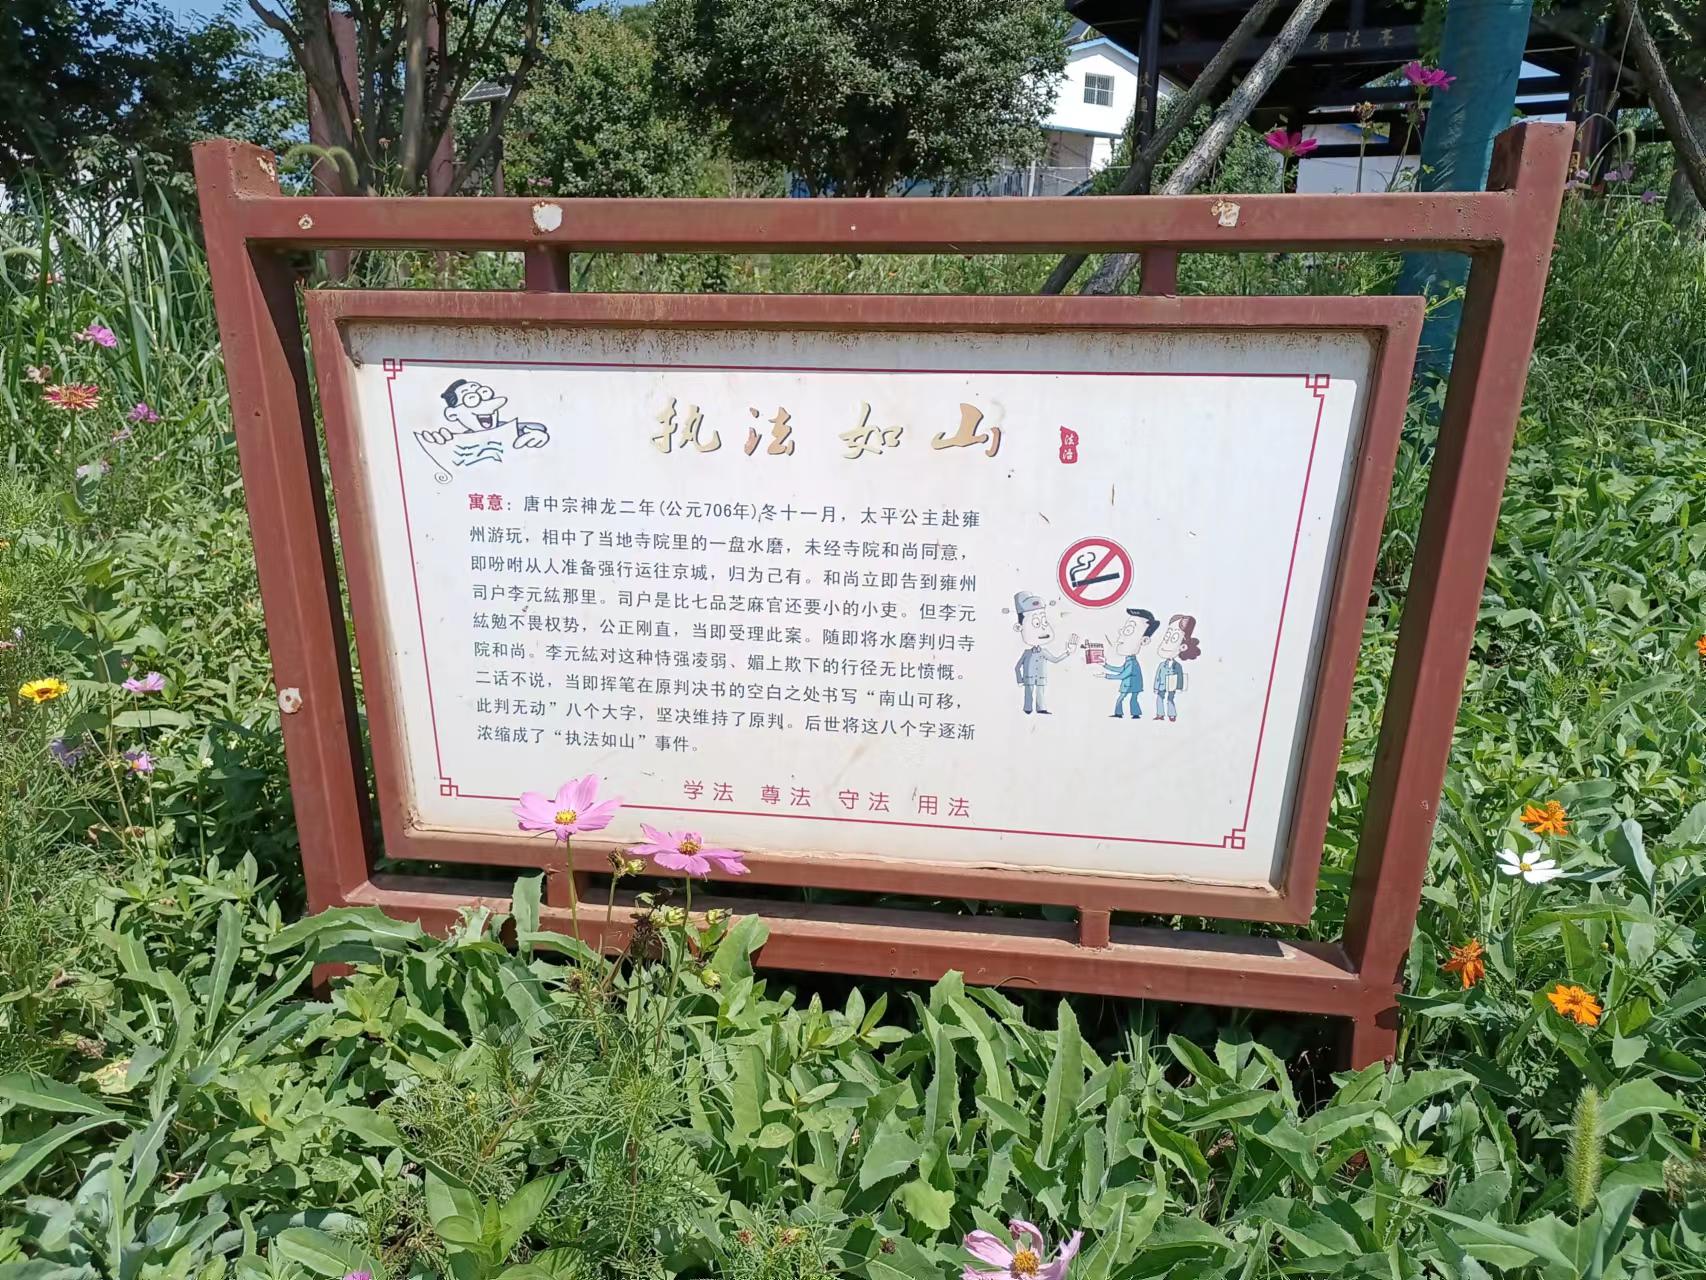 普法亭
执法如山
法治
寓意：唐中宗神龙二年(公元706年)冬十一月，太平公主赴雍
州游玩，相中了当地寺院里的一盘水磨，未经寺院和尚同意，
即吩咐从人准备强行运往京城，归为己有。和尚立即告到雍州
司户李元紘那里。司户是比七品芝麻官还要小的小吏。但李元
紘勉不畏权势，公正刚直，当即受理此案。随即将水磨判归寺
院和尚。李元紘对这种恃强凌弱、媚上欺下的行径无比愤慨。
二话不说，当即挥笔在原判决书的空白之处书写“南山可移，
此判无动”八个大字，坚决维持了原判。后世将这八个字逐渐
浓缩成了“执法如山”事件。
学法 尊法 守法 用法